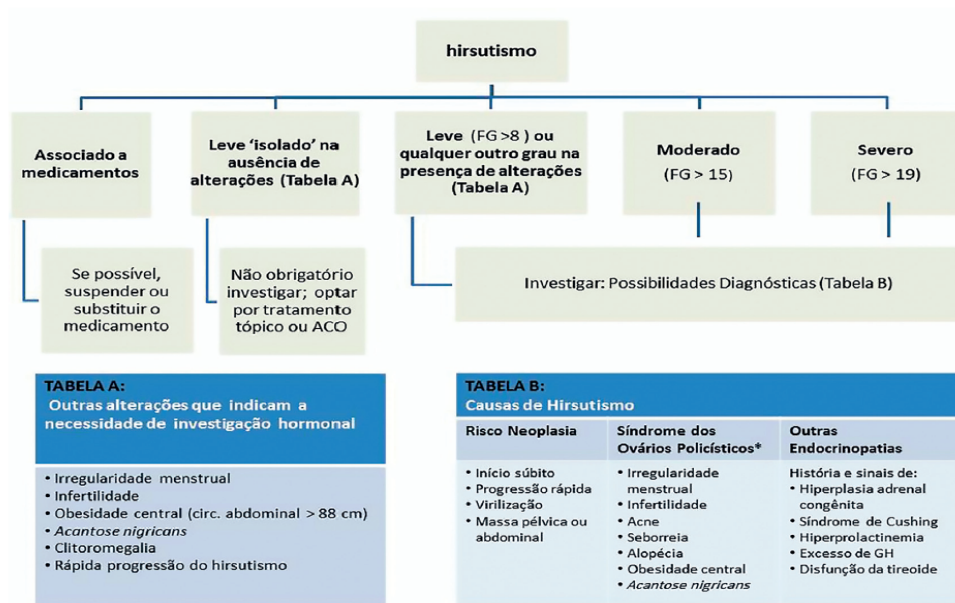 hirsutismo
Associado a
medicamentos
Leve 'isolado' na
ausência de
alterações (Tabela A)
Leve (FG >8 ) ou
qualquer outro grau na
presença de alterações
(Tabela A)
Moderado
(FG > 15)
Severo
(FG > 19)
Se possível,
suspender ou
substituir o
medicamento
Não obrigatório
investigar; optar
por tratamento
tópico ou ACO
Investigar: Possibilidades Diagnósticas (Tabela B)
TABELA A:
Outras alterações que indicam a
necessidade de investigação hormonal
• Irregularidade menstrual
• Infertilidade
• Obesidade central (circ. abdominal > 88 cm)
• Acantose nigricans
• Clitoromegalia
• Rápida progressão do hirsutismo
TABELA B:
Causas de Hirsutismo
Risco Neoplasia
• Início súbito
• Progressão rápida
• Virilização
• Massa pélvica ou
abdominal
Síndrome dos
Ovários Policísticos*
• Irregularidade
menstrual
• Infertilidade
• Acne
• Seborreia
• Alopécia
• Obesidade central
• Acantose nigricans
Outras
Endocrinopatias
História e sinais de:
• Hiperplasia adrenal
congênita
• Síndrome de Cushing
• Hiperprolactinemia
• Excesso de GH
• Disfunção da tireoide